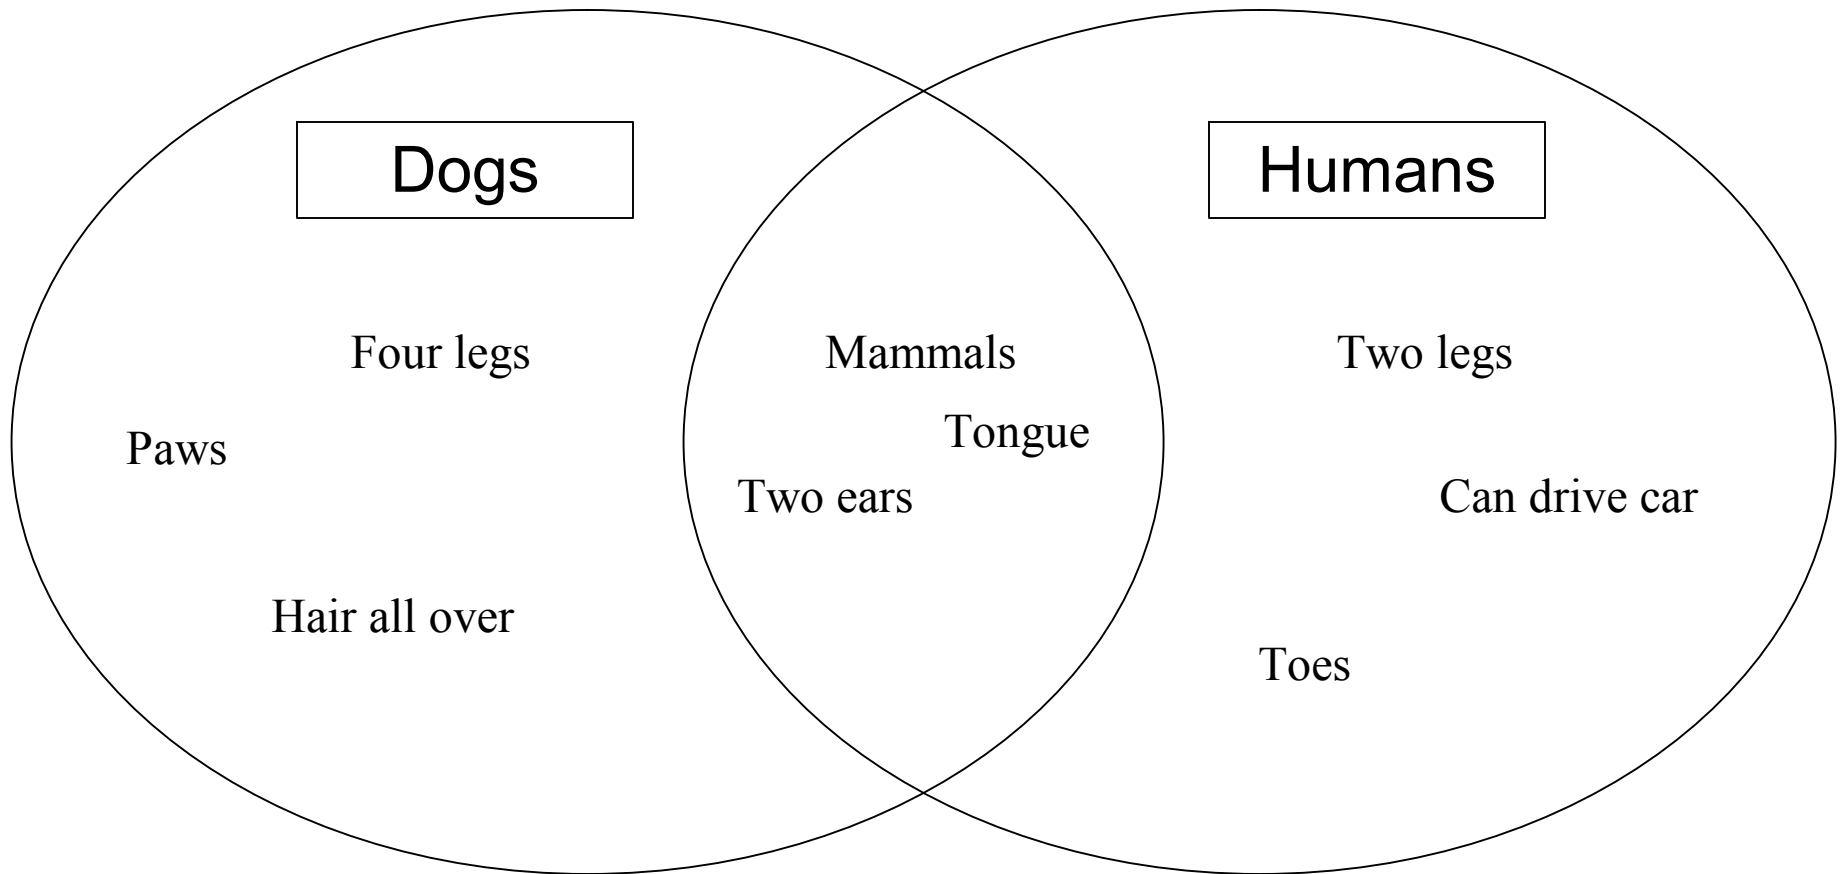 Dogs
Humans
Four legs
Mammals
Two legs
Tongue
Paws
Two ears
Can drive car
Hair all over
Toes